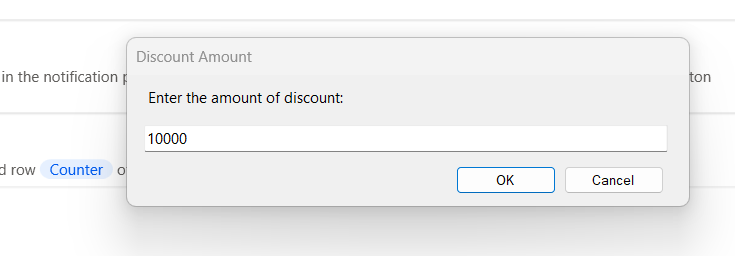 Discount Amount
in the notification
ton
Enter the amount of discount:
10000
row Counter
OK Cancel